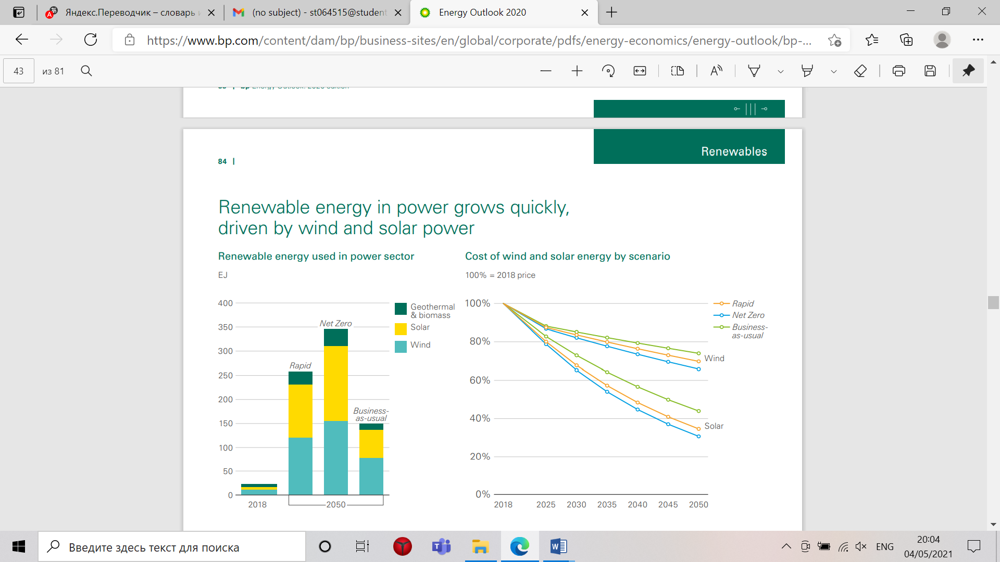 Яндекс.Переводчик – словарь
(no subject) - st064515@student
Energy Outlook 2020
https://www.bp.com/content/dam/bp/business-sites/en/global/corporate/pdfs/energy-economics/energy-outlook/bp-...
43
из 81
bp Energy Outlook: 2020 edition
Renewables
84 |
Renewable energy in power grows quickly,
driven by wind and solar power
Renewable energy used in power sector
EJ
400
350
300
250
200
150
100
50
0
Rapid
Net Zero
Business-
as-usual
2018
2050
Geothermal
& biomass
Solar
Wind
Cost of wind and solar energy by scenario
100% = 2018 price
100%
80%
60%
40%
20%
0%
2018 2025 2030 2035 2040 2045 2050
Rapid
Net Zero
Business-
as-usual
Wind
Solar
Введите здесь текст для поиска
ENG
20:04
04/05/2021